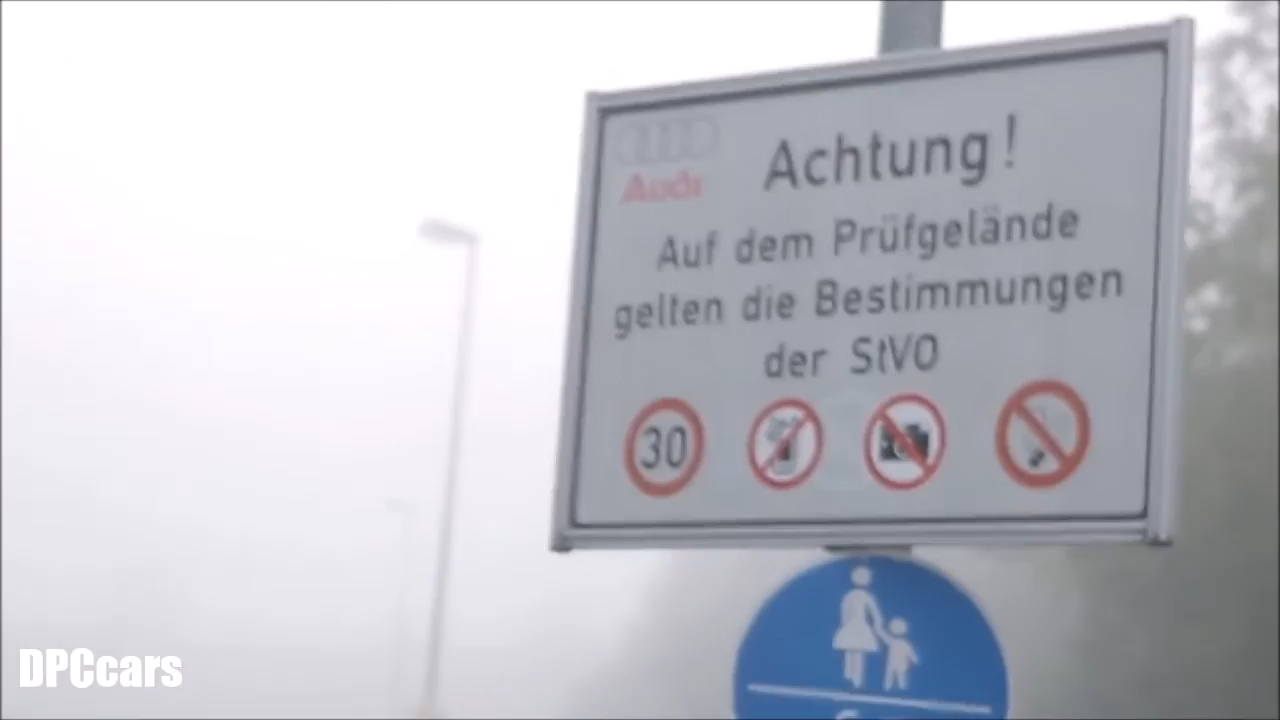 Audi
Achtung!
Auf dem Prüfgelände
gelten die Bestimmungen
der StVO
30
DPCcars